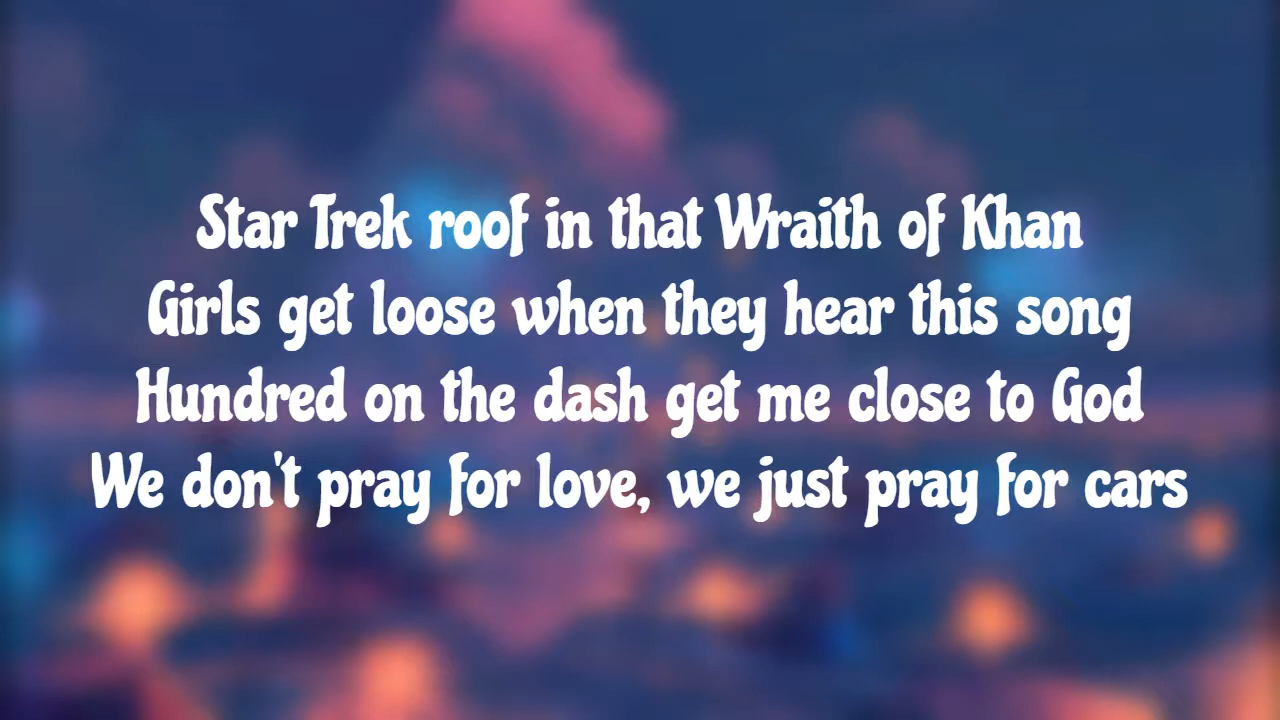 Star Trek roof in that Wraith of Khan
Girls get loose when they hear this song
Hundred on the dash get me close to God
We don't pray for love, we just pray for cars